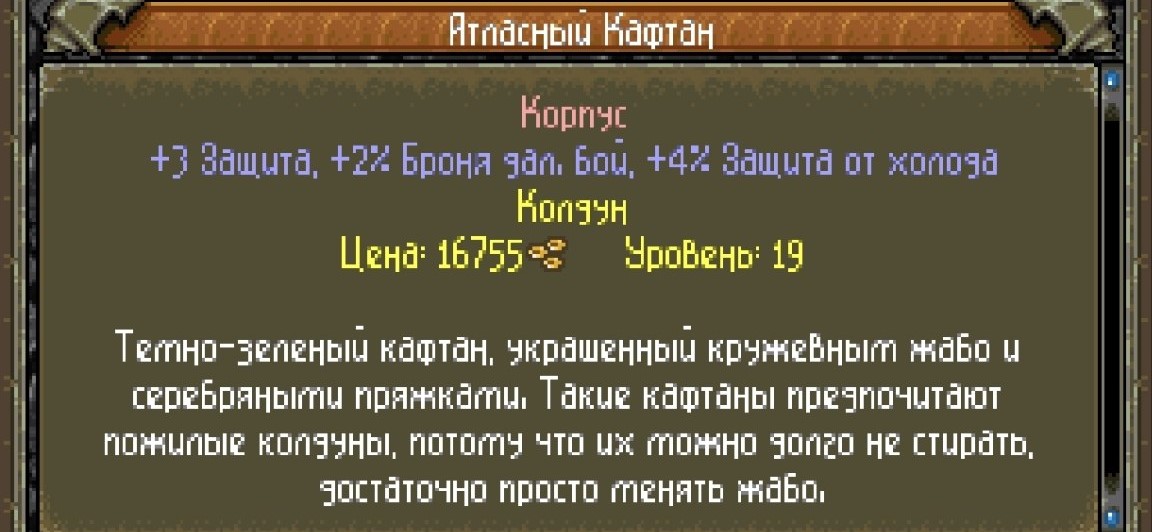 Атласный Кафтан
Корпус
+3 Защита, +2% Броня дал. бой, +4% Защита от холода
Колдун
Цена: 16755 Уровень: 19
Темно-зеленый кафтан, украшенный кружевным жабо и
серебряными пряжками. Такие кафтаны предпочитают
пожилые колдуны, потому что их можно долго не стирать,
достаточно просто менять жабо.